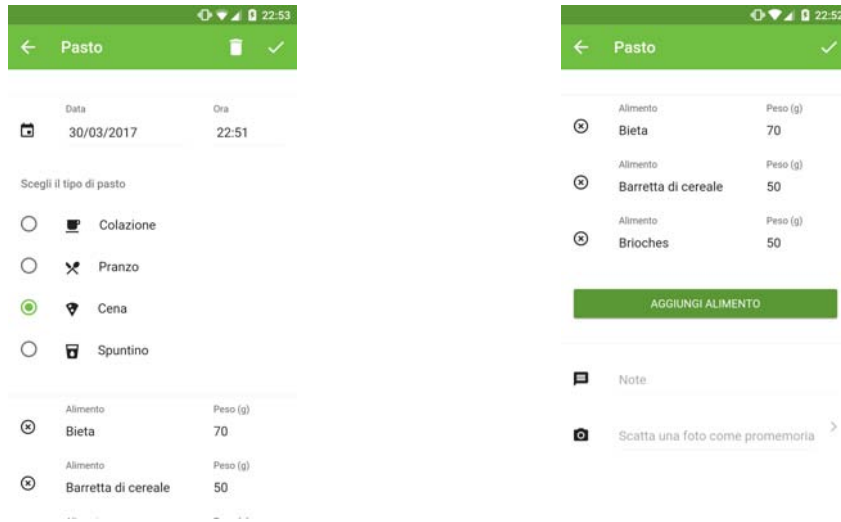 22:53
Pasto
Data Ora
30/03/2017 22:51
Scegli il tipo di pasto
Colazione
Pranzo
Cena
Spuntino
Alimento Peso (g)
Bieta 70
Alimento Peso (g)
Barretta di cereale 50
22:52
Pasto
Alimento Peso (g)
Bieta 70
Alimento Peso (g)
Barretta di cereale 50
Alimento Peso (g)
Brioches 50
AGGIUNGI ALIMENTO
Note
Scatta una foto come promemoria